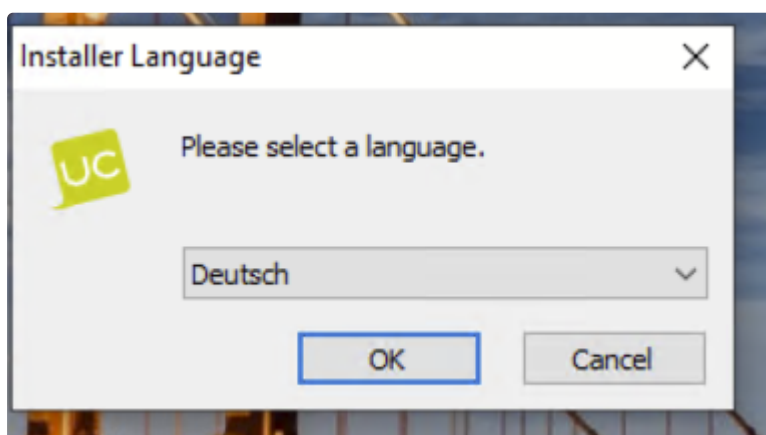 Installer Language
UC
Please select a language.
Deutsch
OK
Cancel